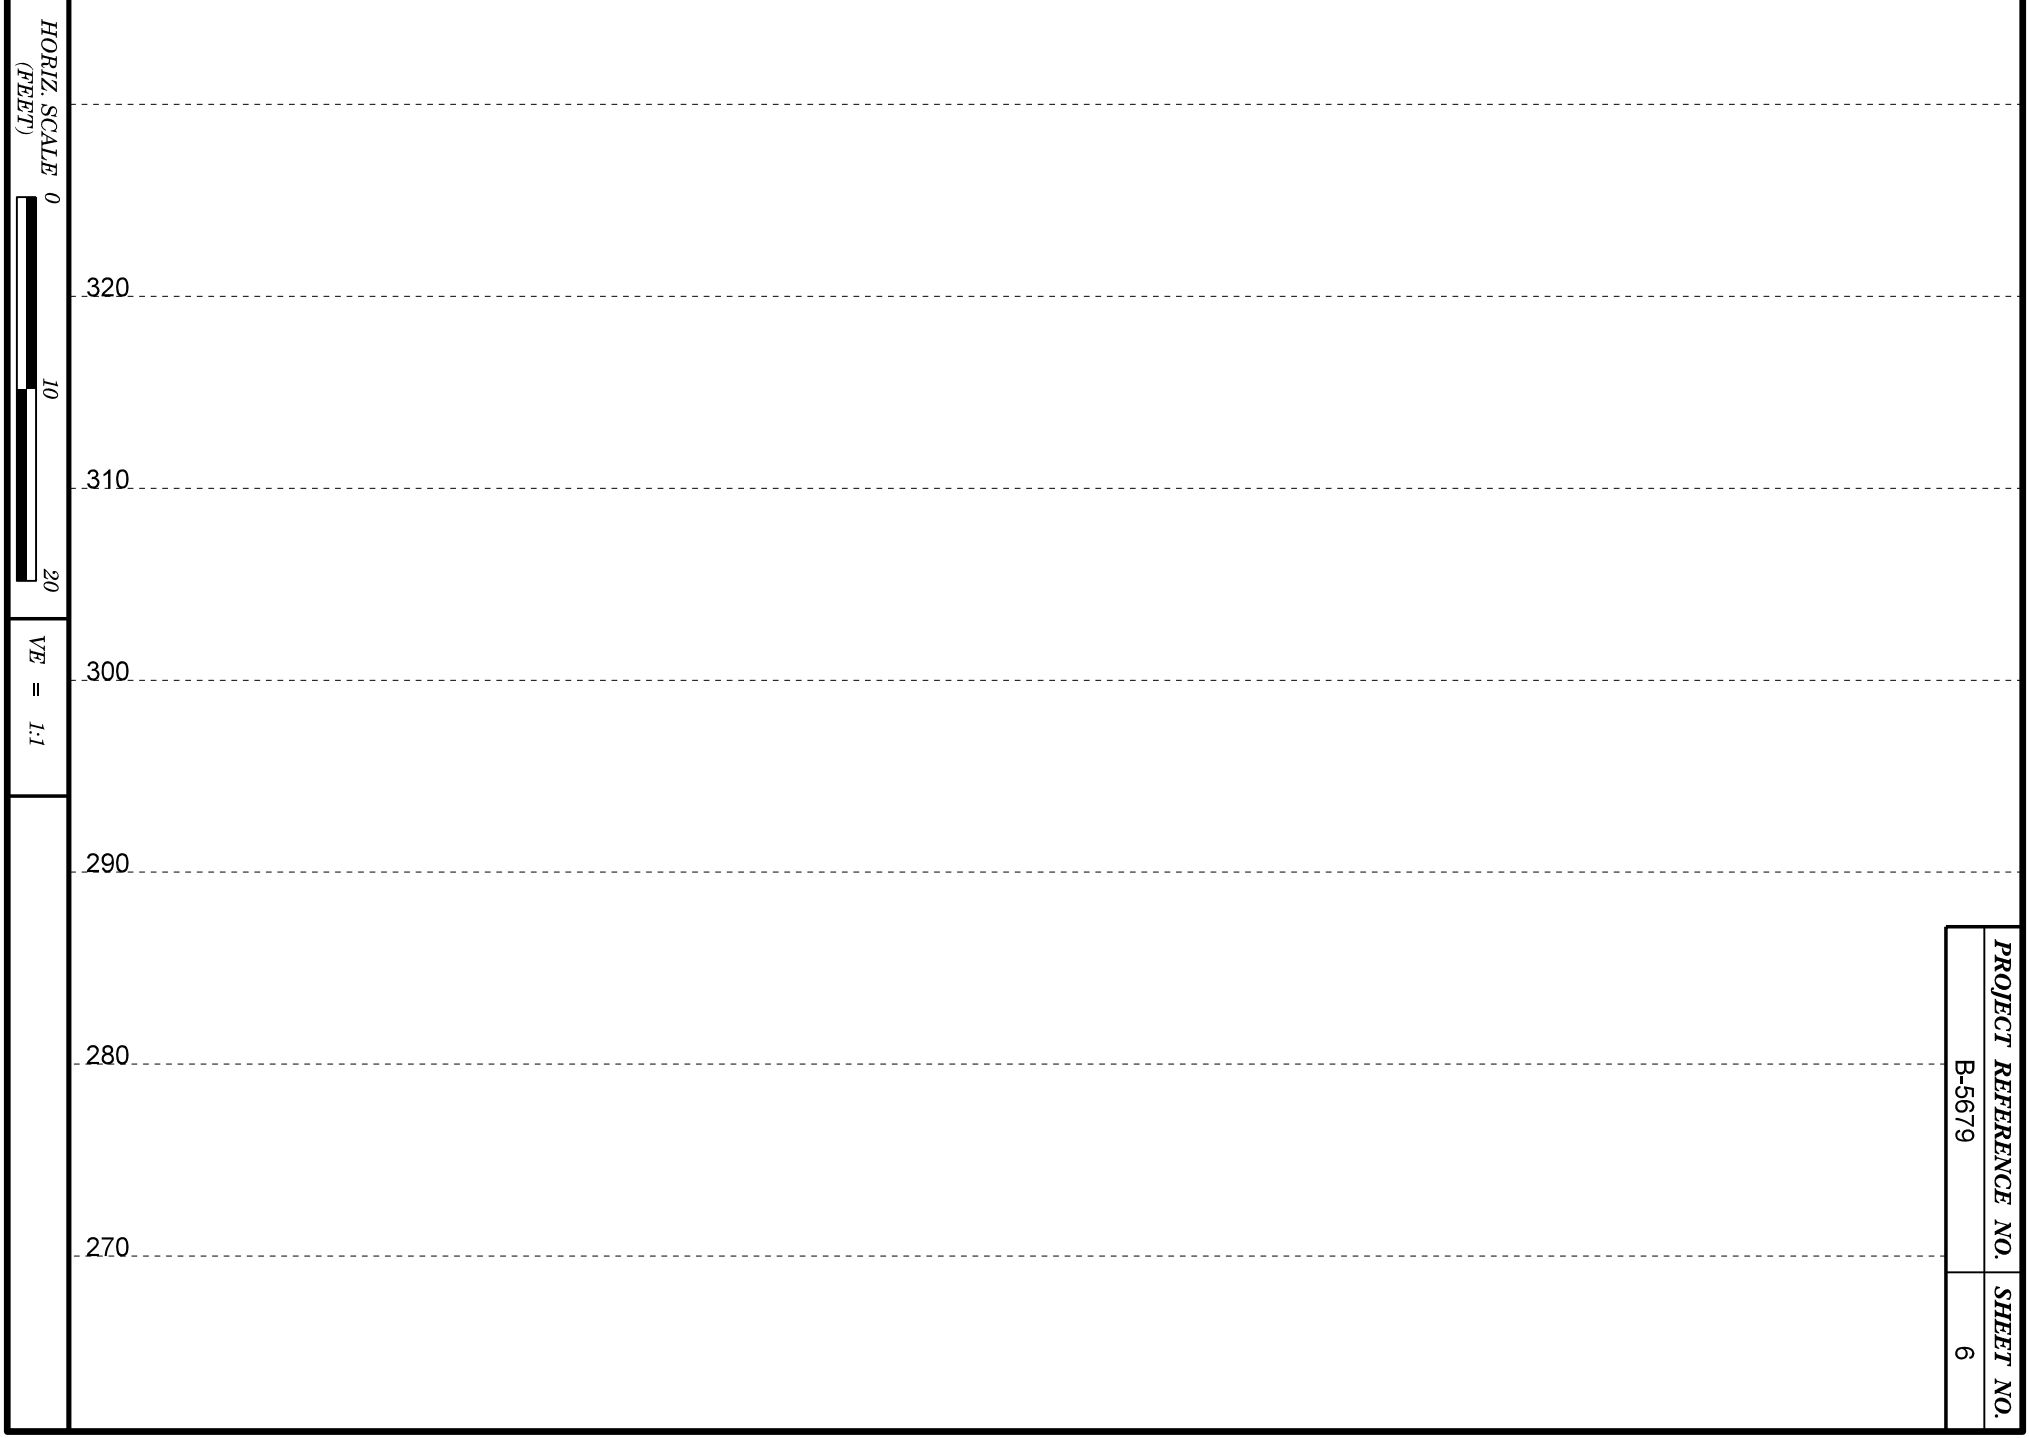 HORIZ. SCALE 0 10 20
(FEET)
VE = 1:1
320
310
300
290
280
270
PROJECT REFERENCE NO. SHEET NO.
B-5679 6